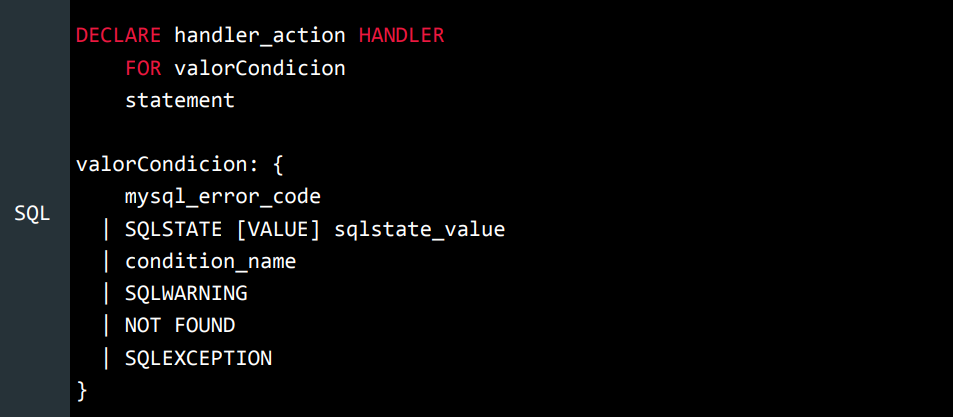 DECLARE handler_action HANDLER
FOR valorCondicion
statement
valorCondicion: {
mysql_error_code
SQL
| SQLSTATE [VALUE] sqlstate_value
| condition_name
| SQLWARNING
| NOT FOUND
| SQLEXCEPTION
}